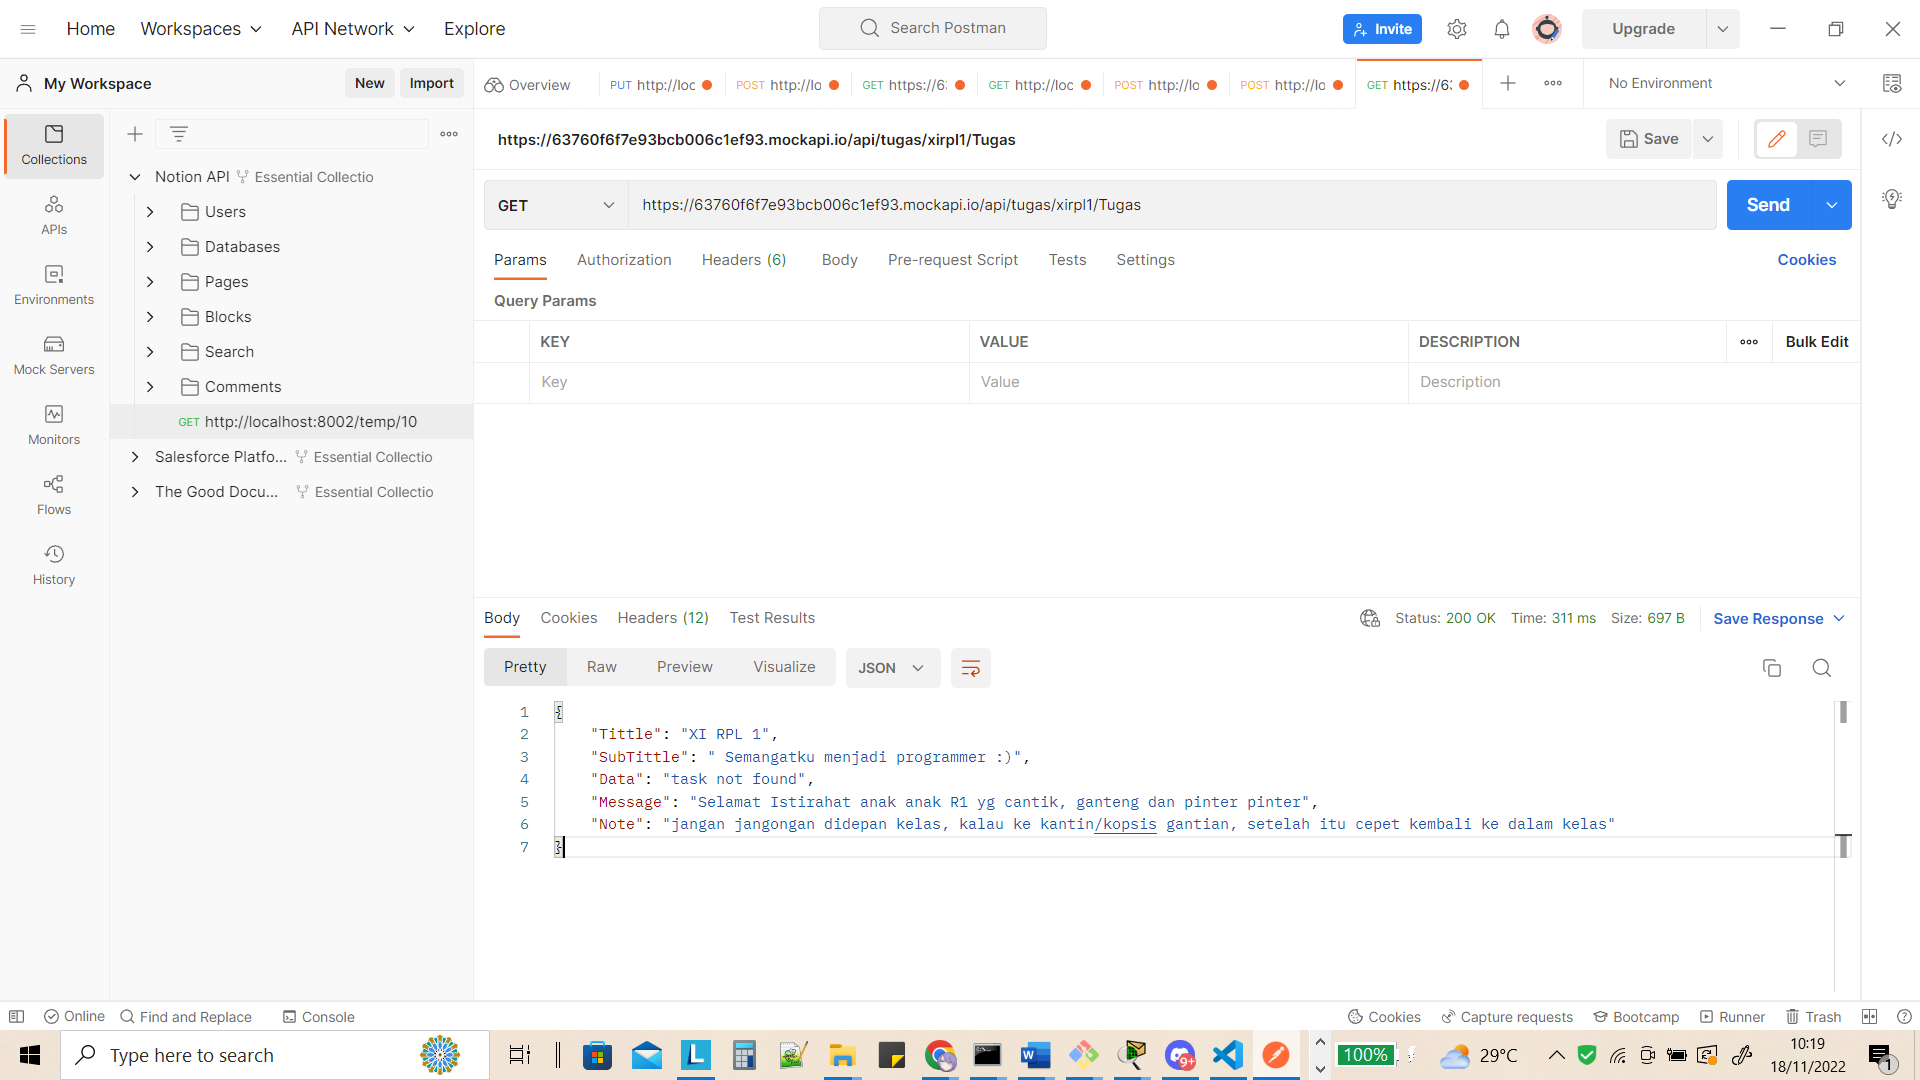 Home
Workspaces
API Network
Explore
Search Postman
Invite
Upgrade
My Workspace
New
Import
Overview
PUT http://loc
POST http://lo
GET https://6
GET http://loc
POST http://lo
POST http://lo
GET https://6
No Environment
Collections
APIs
Environments
Mock Servers
Monitors
Flows
History
Notion API Essential Collectio
Users
Databases
Pages
Blocks
Search
Comments
GET http://localhost:8002/temp/10
Salesforce Platfo... Essential Collectio
The Good Docu... Essential Collectio
https://63760f6f7e93bcb006c1ef93.mockapi.io/api/tugas/xirpl1/Tugas
Save
GET
https://63760f6f7e93bcb006c1ef93.mockapi.io/api/tugas/xirpl1/Tugas
Send
Params
Authorization
Headers (6)
Body
Pre-request Script
Tests
Settings
Cookies
Query Params
KEY
VALUE
DESCRIPTION
Bulk Edit
Key
Value
Description
Body
Cookies
Headers (12)
Test Results
Status: 200 OK
Time: 311 ms
Size: 697 B
Save Response
Pretty
Raw
Preview
Visualize
JSON
1 {
2 "Tittle": "XI RPL 1",
3 "SubTittle": " Semangatku menjadi programmer :)",
4 "Data": "task not found",
5 "Message": "Selamat Istirahat anak anak R1 yg cantik, ganteng dan pinter pinter",
6 "Note": "jangan jangongan didepan kelas, kalau ke kantin/kopsis gantian, setelah itu cepet kembali ke dalam kelas"
7 }
Online
Find and Replace
Console
Cookies
Capture requests
Bootcamp
Runner
Trash
Type here to search
L
9+
100%
29°C
10:19
18/11/2022
1